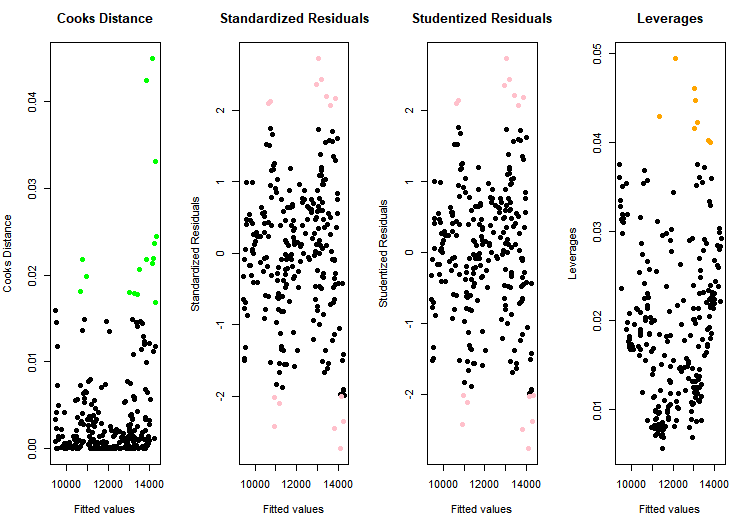 Cooks Distance
Cooks Distance
0.00
0.01
0.02
0.03
0.04
10000
12000
14000
Fitted values
Standardized Residuals
Standardized Residuals
-2
-1
0
1
2
10000
12000
14000
Fitted values
Studentized Residuals
Studentized Residuals
-2
-1
0
1
2
10000
12000
14000
Fitted values
Leverages
Leverages
0.01
0.02
0.03
0.04
0.05
10000
12000
14000
Fitted values